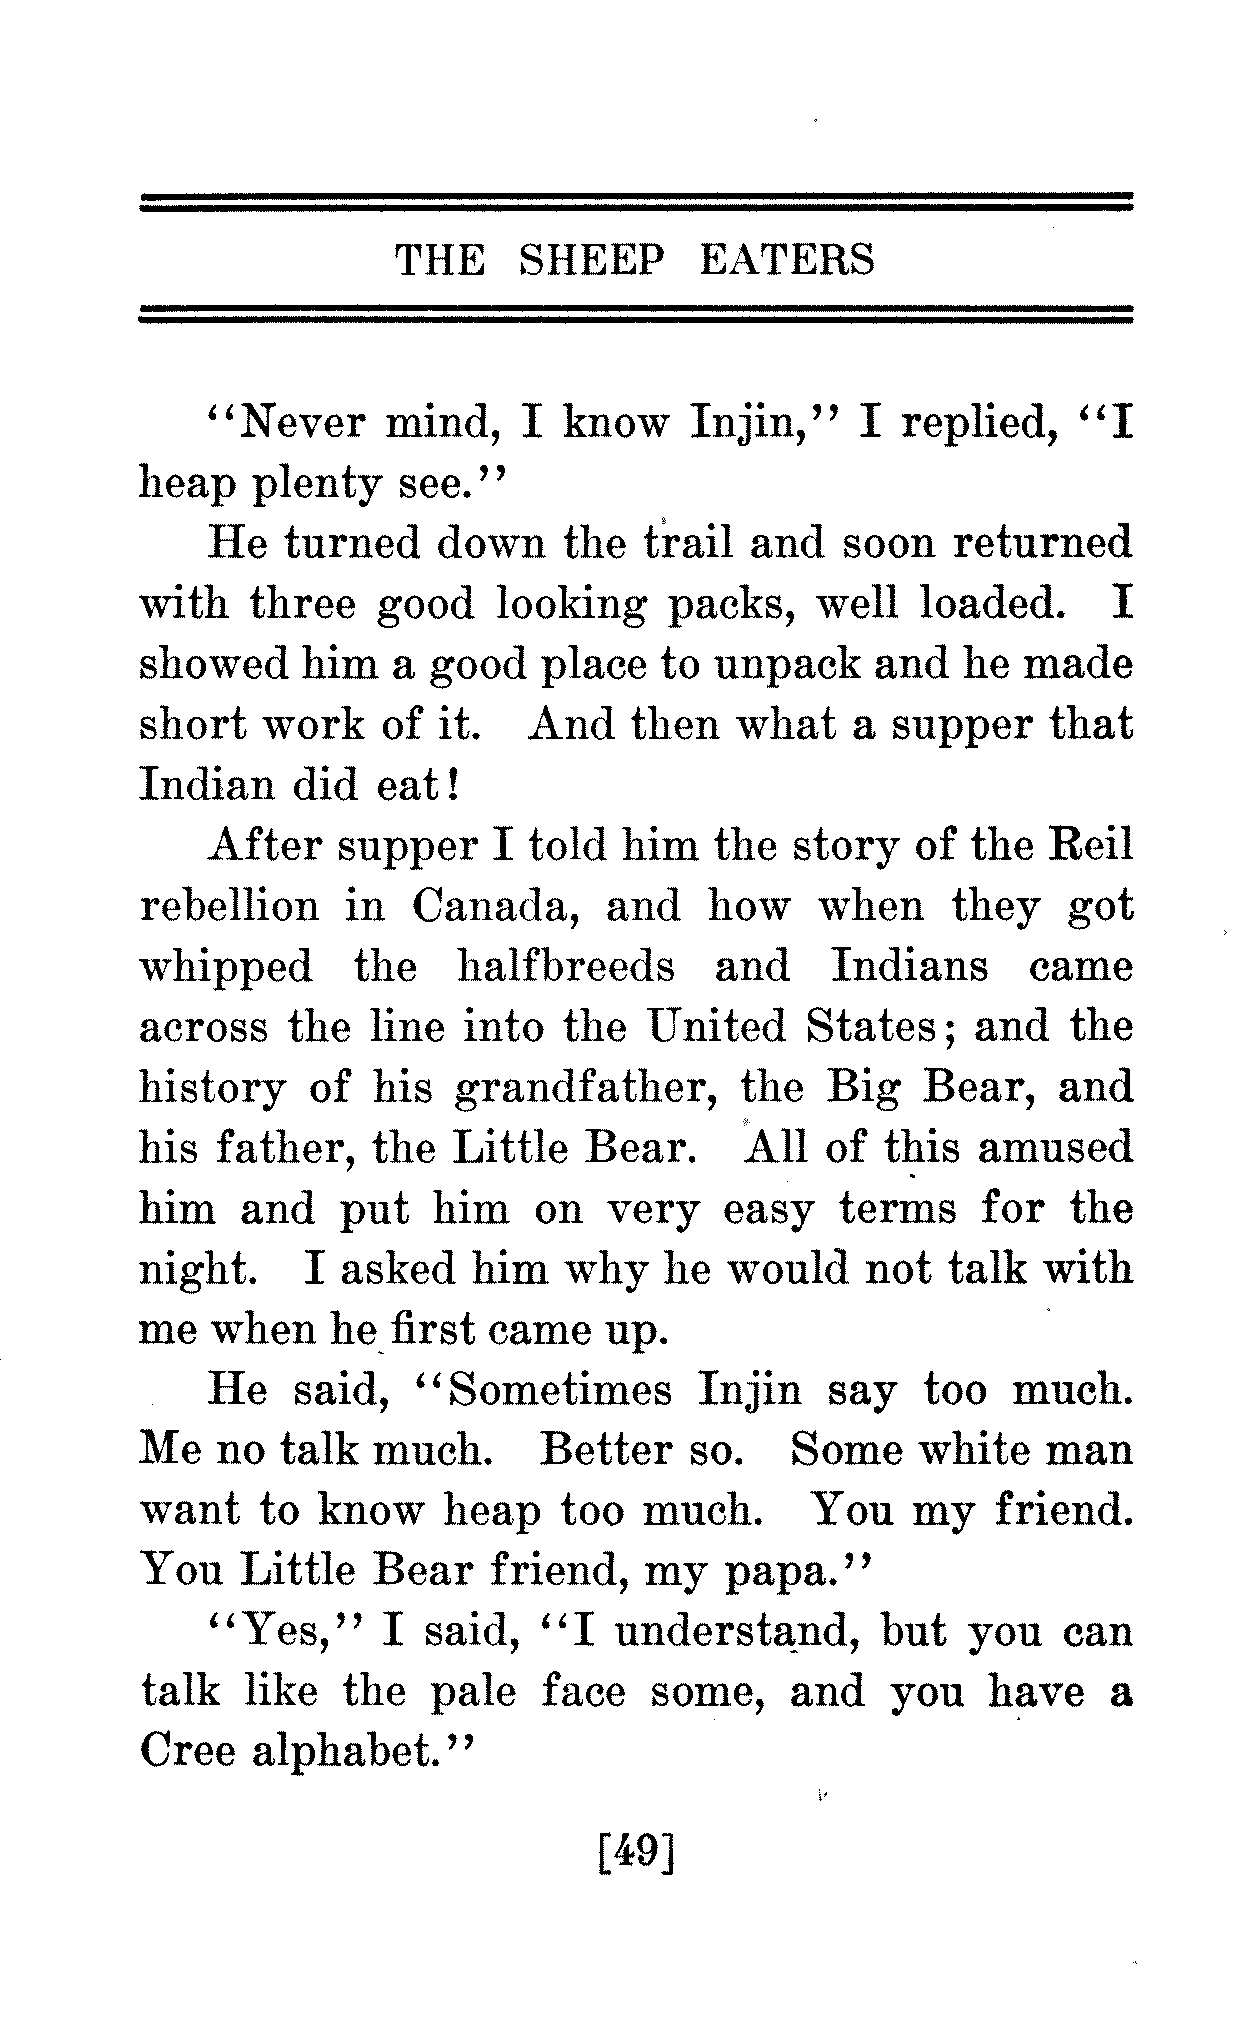 THE SHEEP EATERS
"Never mind, I know Injin," I replied, "I
heap plenty see."
He turned down the trail and soon returned
with three good looking packs, well loaded. I
showed him a good place to unpack and he made
short work of it. And then what a supper that
Indian did eat!
After supper I told him the story of the Reil
rebellion in Canada, and how when they got
whipped the halfbreeds and Indians came
across the line into the United States; and the
history of his grandfather, the Big Bear, and
his father, the Little Bear. All of this amused
him and put him on very easy terms for the
night. I asked him why he would not talk with
me when he first came up.
He said, "Sometimes Injin say too much.
Me no talk much. Better so. Some white man
want to know heap too much. You my friend.
You Little Bear friend, my papa."
"Yes," I said, "I understand, but you can
talk like the pale face some, and you have a
Cree alphabet."
[49]